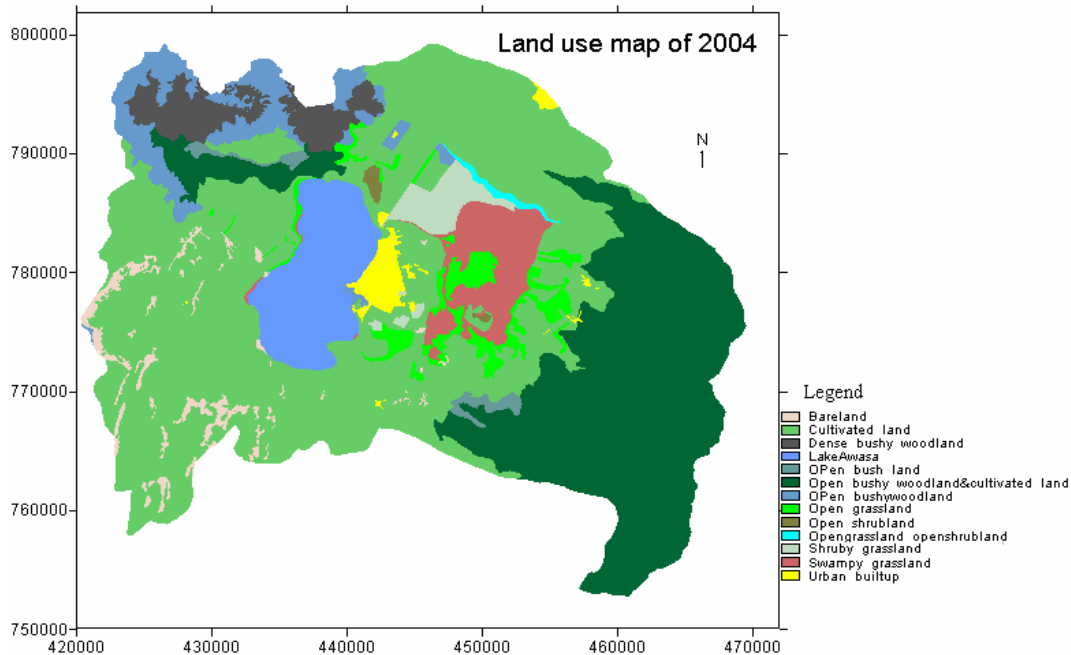 Land use map of 2004
800000
790000
780000
770000
760000
750000
420000 430000 440000 450000 460000 470000
N
Legend
Bareland
Cultivated land
Dense bushy woodland
LakeAwasa
OPen bush land
Open bushy woodland&cultivated land
OPen bushywoodland
Open grassland
Open shrubland
Opengrassland openshrubland
Shruby grassland
Swampy grassland
Urban builtup